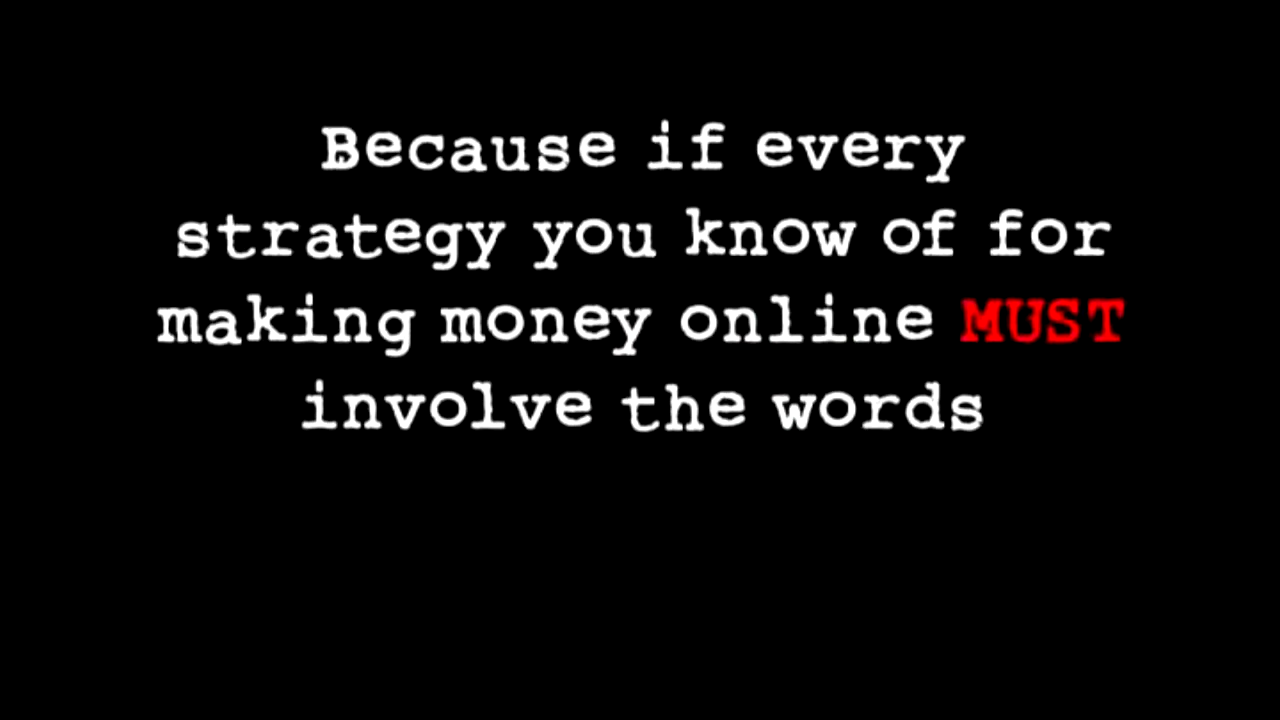 Because if every
strategy you know of for
making money online MUST
involve the words